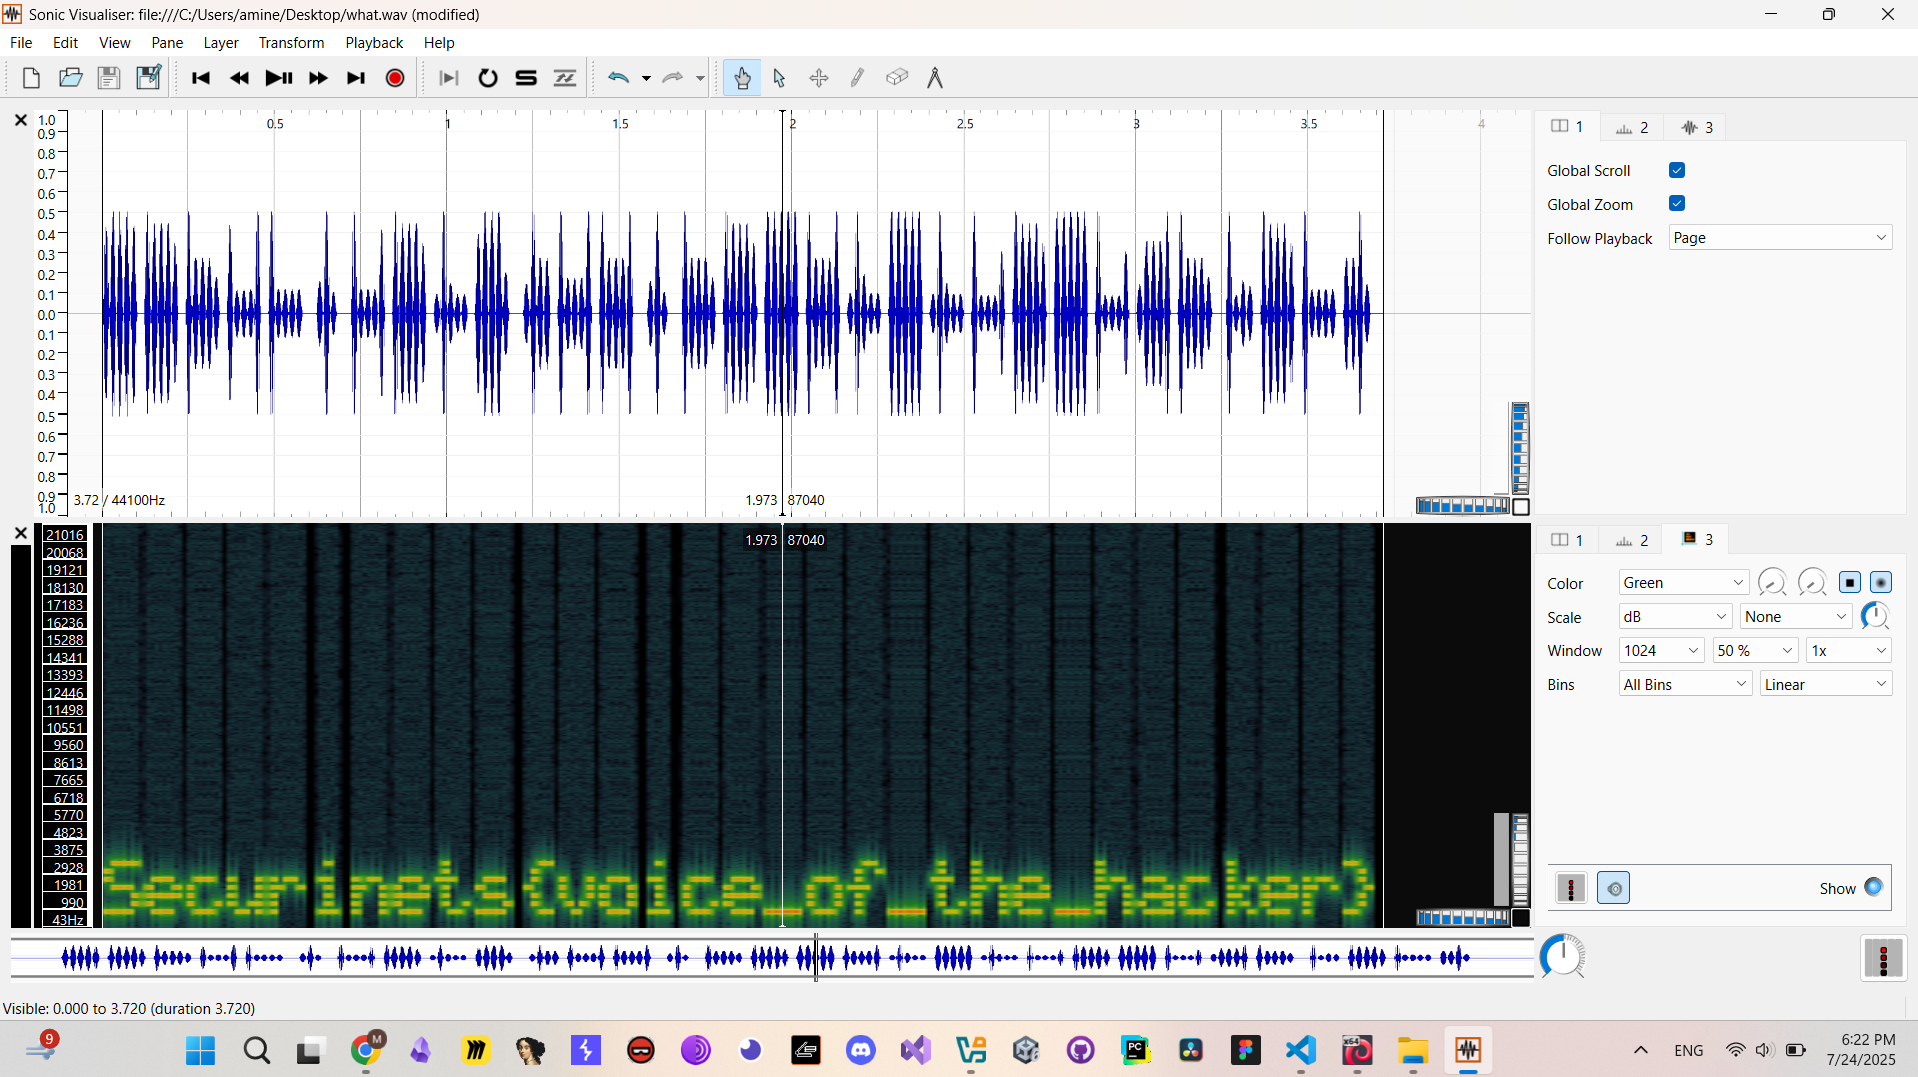 Sonic Visualiser: file:///C:/Users/amine/Desktop/what.wav (modified)
File Edit View Pane Layer Transform Playback Help
1.0
0.9
0.8
0.7
0.6
0.5
0.4
0.3
0.2
0.1
0.0
0.1
0.2
0.3
0.4
0.5
0.6
0.7
0.8
0.9
1.0
0.5 1 1.5 2 2.5 3 3.5 4
3.72 / 44100Hz
1.973 87040
1 2 3
Global Scroll
Global Zoom
Follow Playback Page
21016
20068
19121
18130
17183
16236
15288
14341
13393
12446
11498
10551
9560
8613
7665
6718
5770
4823
3875
2928
1981
990
43Hz
1.973 87040
Securinets{voice_of_the_hacker}
1 2 3
Color Green
Scale dB None
Window 1024 50 % 1x
Bins All Bins Linear
Show
Visible: 0.000 to 3.720 (duration 3.720)
9
M
PC
x64
ENG
6:22 PM
7/24/2025